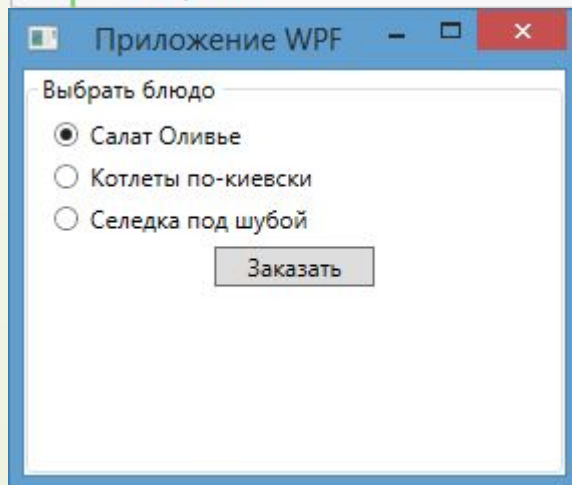 Приложение WPF
Выбрать блюдо
Салат Оливье
Котлеты по-киевски
Селедка под шубой
Заказать